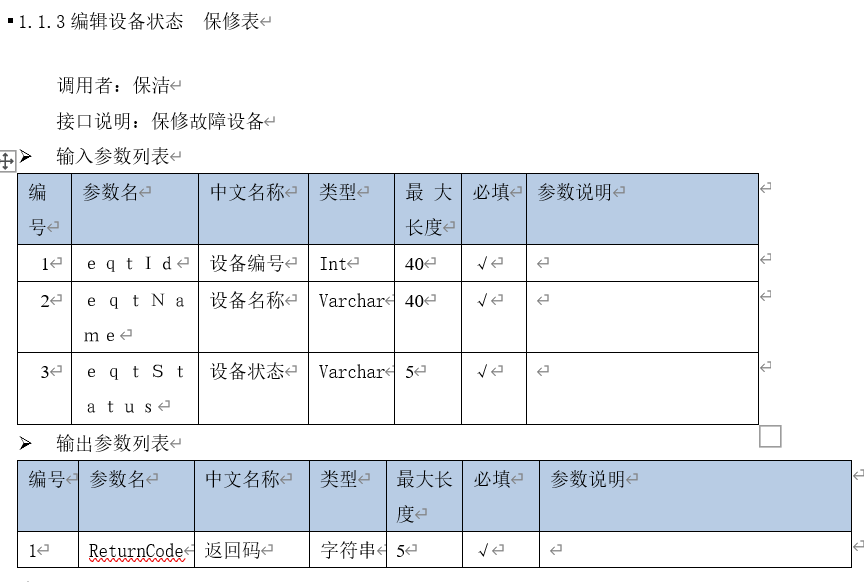 1.1.3 编辑设备状态　保修表
调用者：保洁
接口说明：保修故障设备
输入参数列表
编号 参数名 中文名称 类型 最大长度 必填 参数说明
1 ｅｑｔＩｄ 设备编号 Int 40 √
2 ｅｑｔＮａｍｅ 设备名称 Varchar 40 √
3 ｅｑｔＳｔａｔｕｓ 设备状态 Varchar 5 √
输出参数列表
编号 参数名 中文名称 类型 最大长度 必填 参数说明
1 ReturnCode 返回码 字符串 5 √